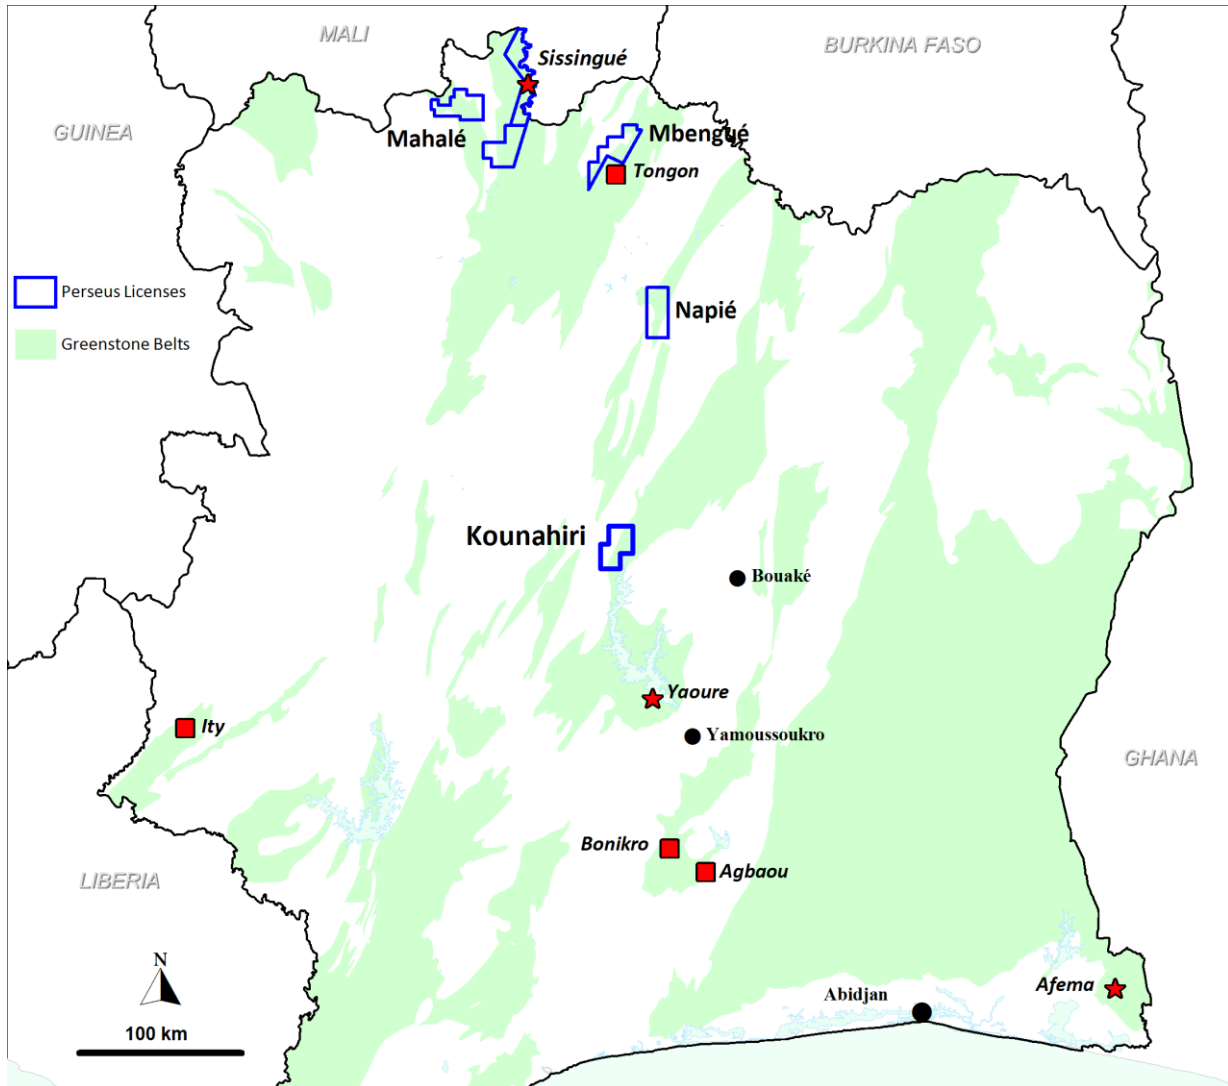 MALI
BURKINA FASO
Sissingué
GUINEA
Mahalé
Mbengué
Tongon
Perseus Licenses
Napié
Greenstone Belts
Kounahiri
Bouaké
Yaoure
Ity
Yamoussoukro
GHANA
Bonikro
Agbaou
LIBERIA
N
Afema
Abidjan
100 km